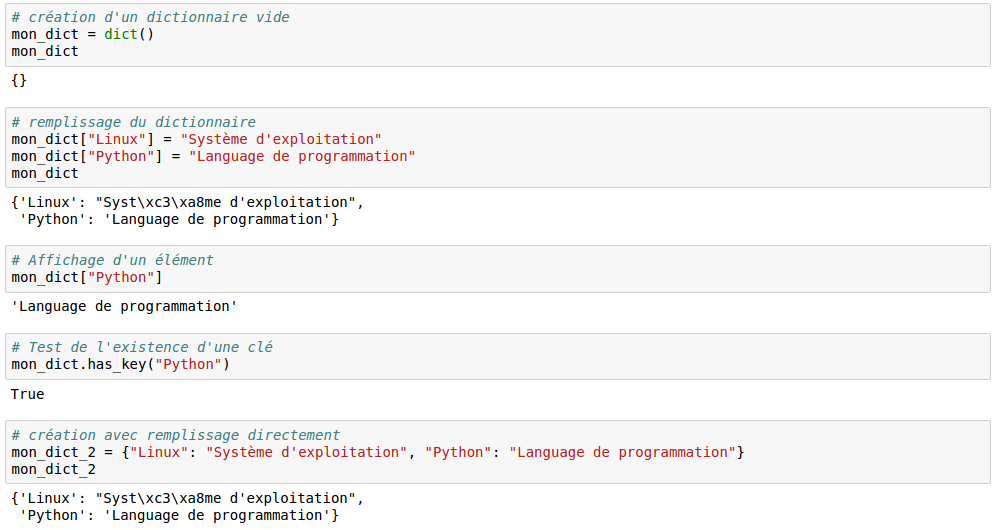 # création d'un dictionnaire vide
mon_dict = dict()
mon_dict
{}
# remplissage du dictionnaire
mon_dict["Linux"] = "Système d'exploitation"
mon_dict["Python"] = "Language de programmation"
mon_dict
{'Linux': "Syst\xc3\xa8me d'exploitation",
 'Python': 'Language de programmation'}
# Affichage d'un élément
mon_dict["Python"]
'Language de programmation'
# Test de l'existence d'une clé
mon_dict.has_key("Python")
True
# création avec remplissage directement
mon_dict_2 = {"Linux": "Système d'exploitation", "Python": "Language de programmation"}
mon_dict_2
{'Linux': "Syst\xc3\xa8me d'exploitation",
 'Python': 'Language de programmation'}